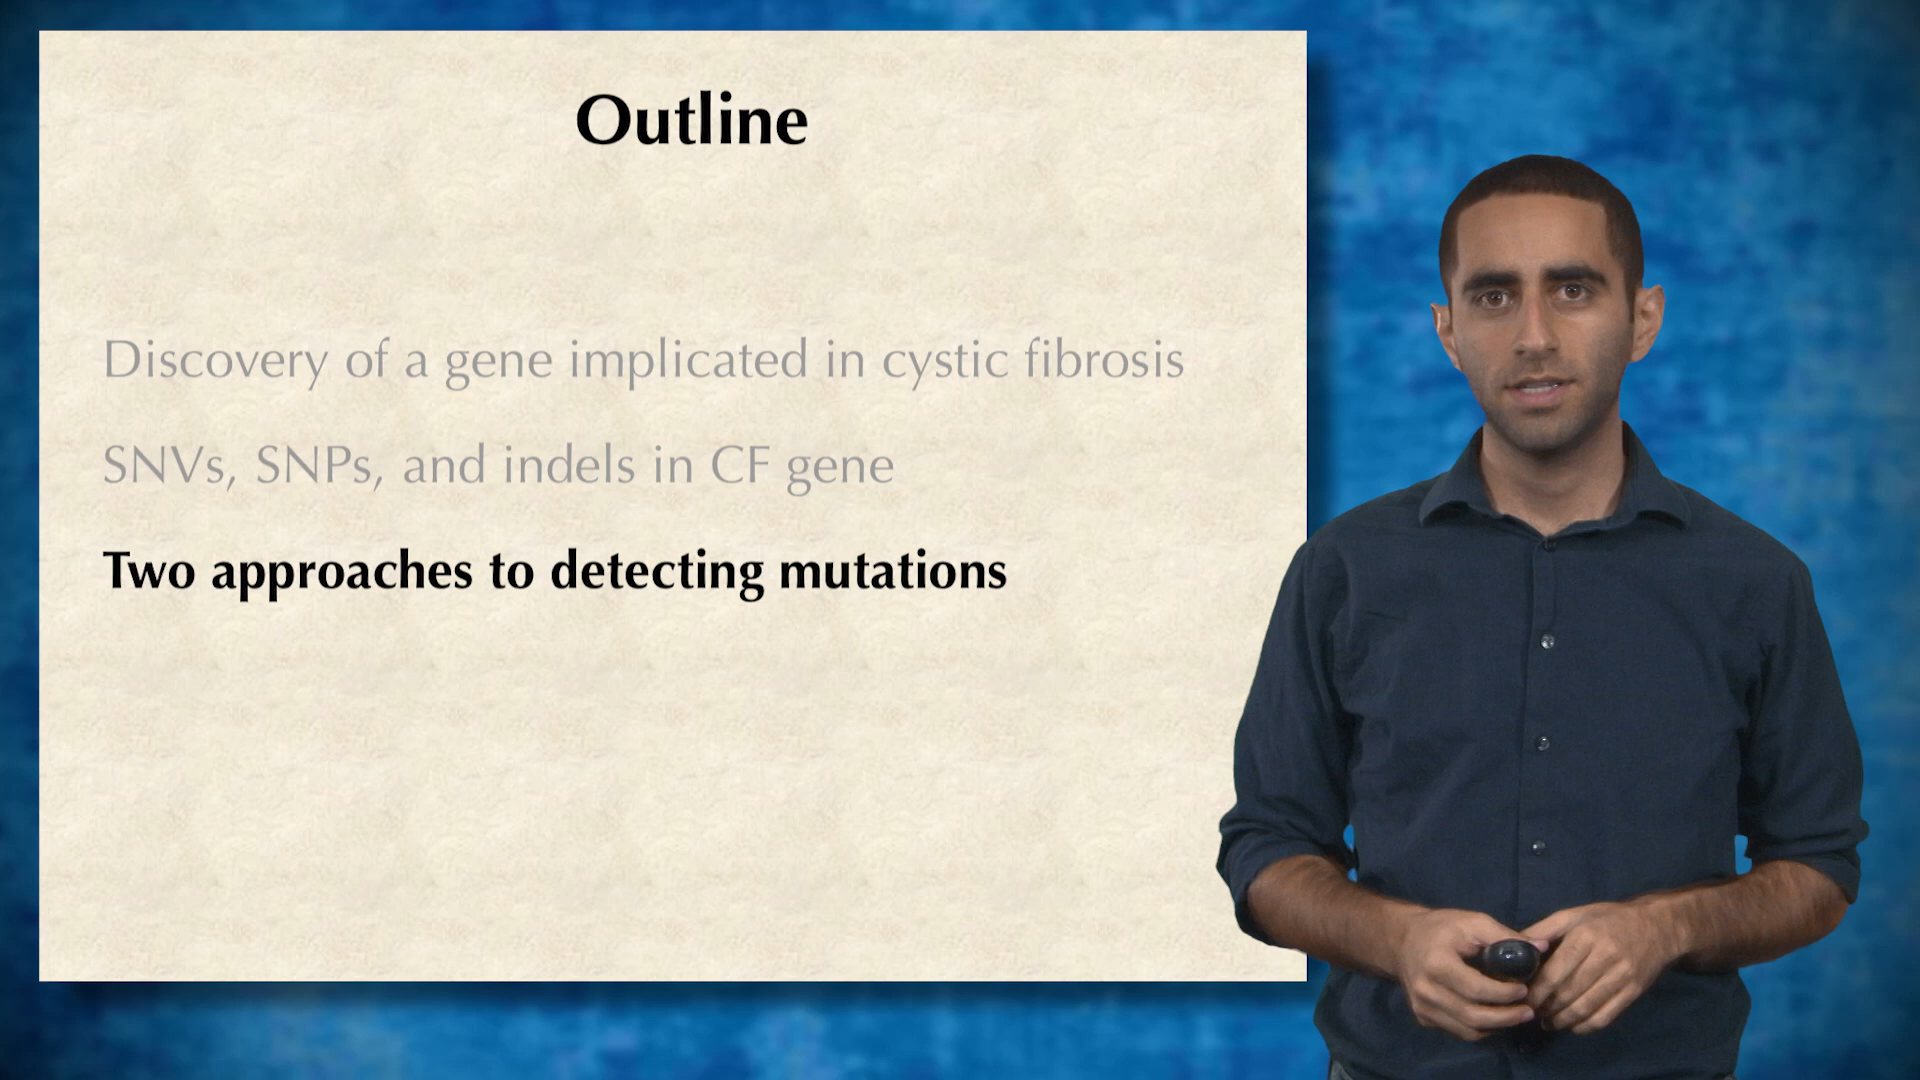 Outline
Discovery of a gene implicated in cystic fibrosis
SNVs, SNPs, and indels in CF gene
Two approaches to detecting mutations